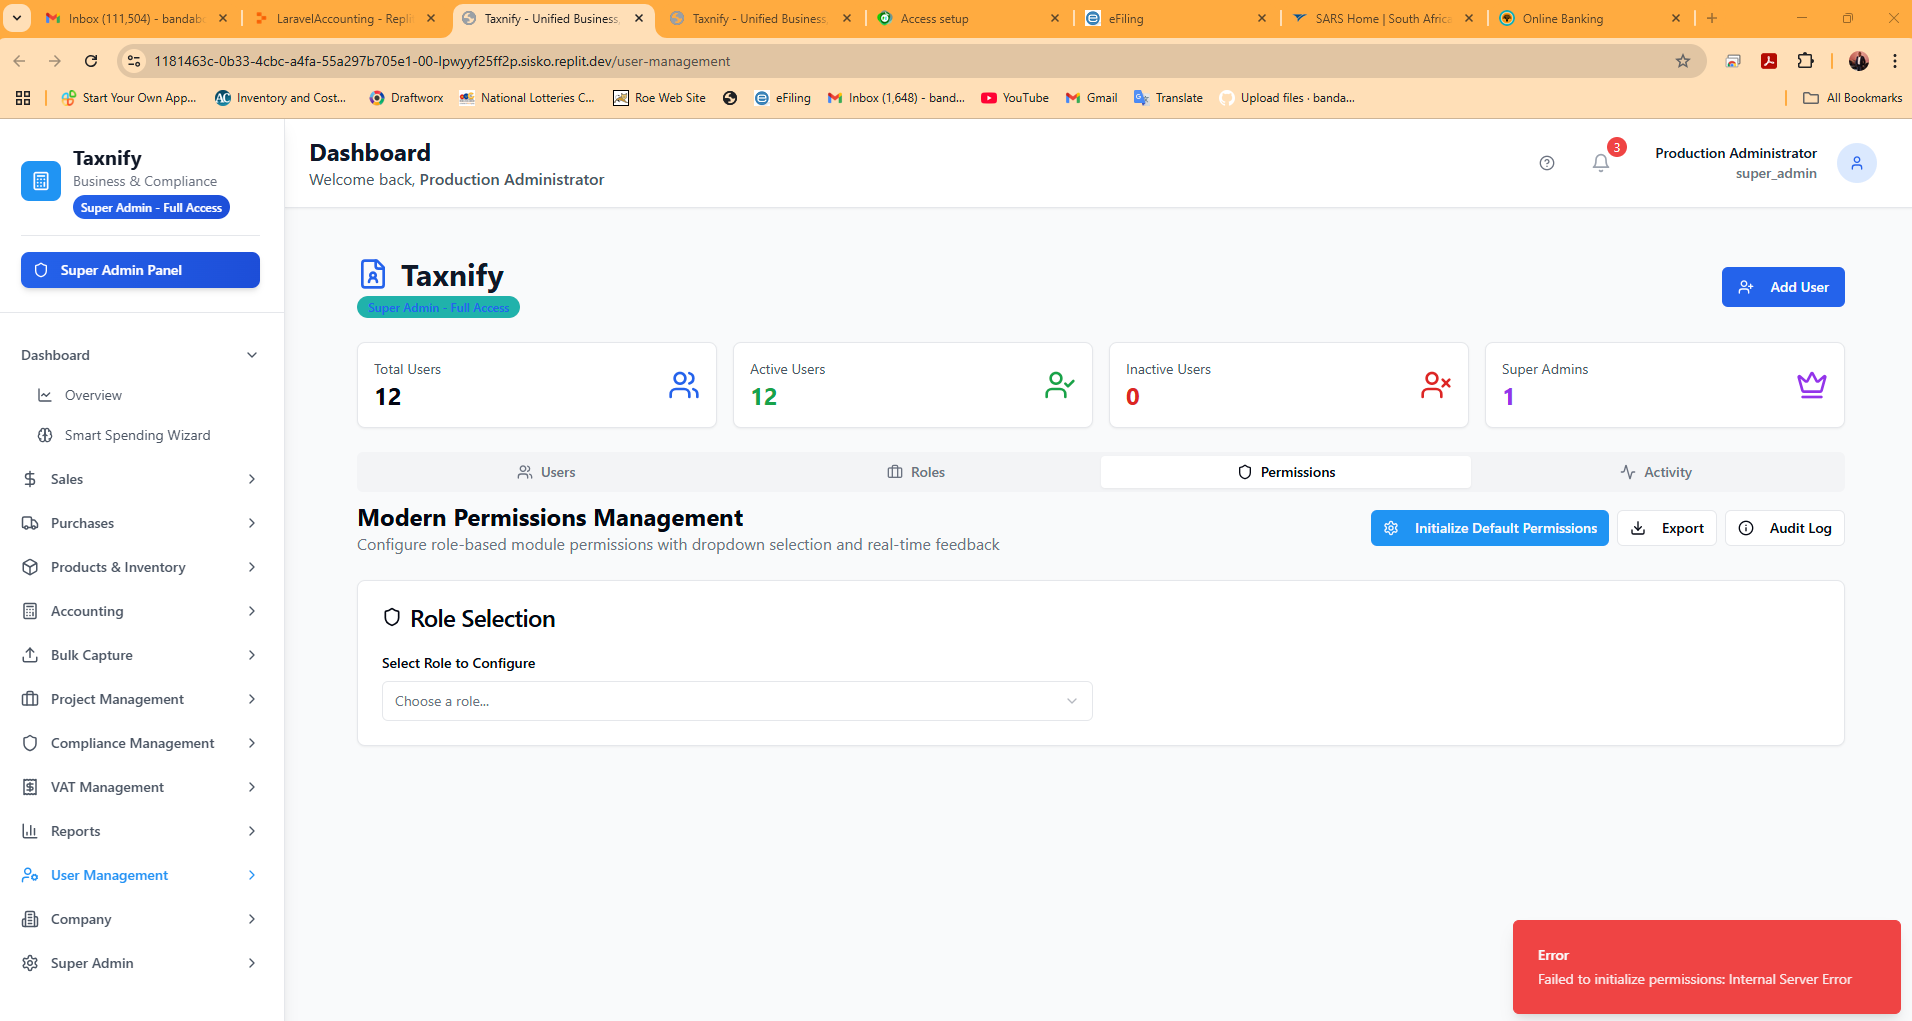 Inbox (111,504) - bandabo
LaravelAccounting - Repli
Taxnify - Unified Business
Taxnify - Unified Business
Access setup
eFiling
SARS Home | South Africa
Online Banking
1181463c-0b33-4cbc-a4fa-55a297b705e1-00-lpwyyf25ff2p.sisko.replit.dev/user-management
Start Your Own App...
Inventory and Cost...
Draftworx
National Lotteries C...
Roe Web Site
eFiling
Inbox (1,648) - band...
YouTube
Gmail
Translate
Upload files · banda...
All Bookmarks
Taxnify
Business & Compliance
Super Admin - Full Access
Super Admin Panel
Dashboard
Overview
Smart Spending Wizard
Sales
Purchases
Products & Inventory
Accounting
Bulk Capture
Project Management
Compliance Management
VAT Management
Reports
User Management
Company
Super Admin
Dashboard
Welcome back, Production Administrator
3
Production Administrator
super_admin
Taxnify
Super Admin - Full Access
Add User
Total Users
12
Active Users
12
Inactive Users
0
Super Admins
1
Users
Roles
Permissions
Activity
Modern Permissions Management
Configure role-based module permissions with dropdown selection and real-time feedback
Initialize Default Permissions
Export
Audit Log
Role Selection
Select Role to Configure
Choose a role...
Error
Failed to initialize permissions: Internal Server Error